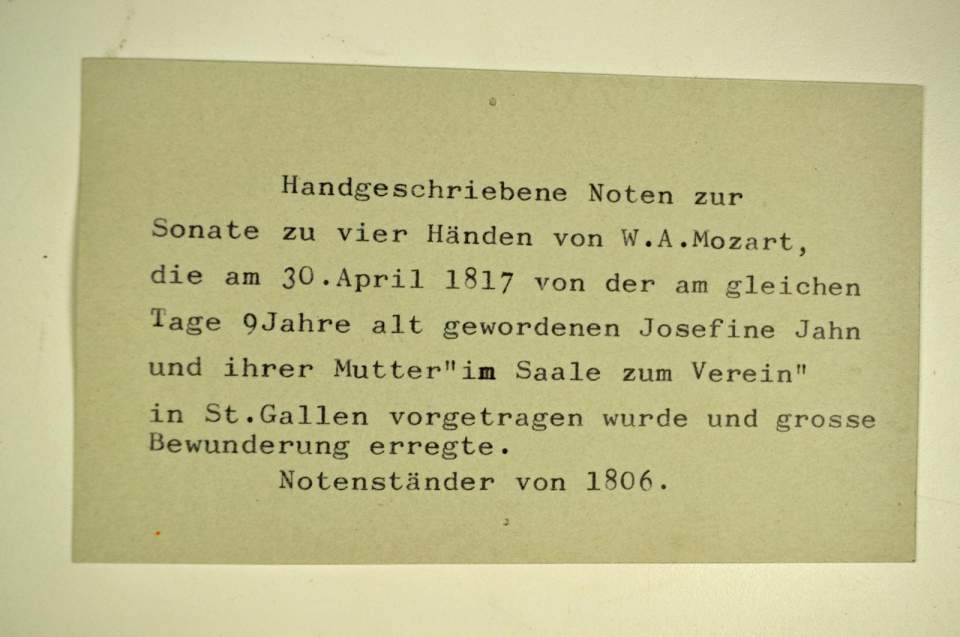 Handgeschriebene Noten zur
Sonate zu vier Händen von W.A.Mozart,
die am 30.April 1817 von der am gleichen
Tage 9Jahre alt gewordenen Josefine Jahn
und ihrer Mutter"im Saale zum Verein"
in St.Gallen vorgetragen wurde und grosse
Bewunderung erregte.
Notenständer von 1806.